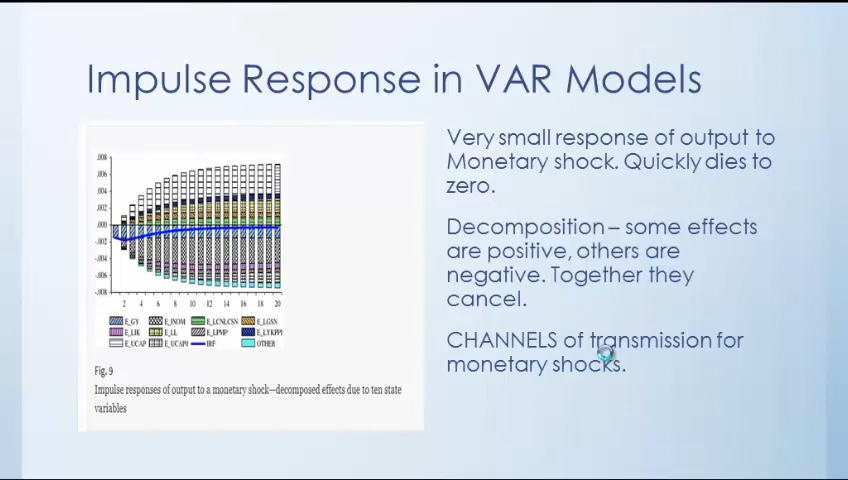 Impulse Response in VAR Models
.008
.006
.004
.002
.000
-.002
-.004
-.006
-.008
2 4 6 8 10 12 14 16 18 20
E_GY E_INOM E_LCNLCSN E_LGSN
E_LIK E_LL E_LPMP E_LYKPPI
E_UCAP E_UCAPI IRF OTHER
Fig. 9
Impulse responses of output to a monetary shock—decomposed effects due to ten state
variables
Very small response of output to
Monetary shock. Quickly dies to
zero.
Decomposition – some effects
are positive, others are
negative. Together they
cancel.
CHANNELS of transmission for
monetary shocks.